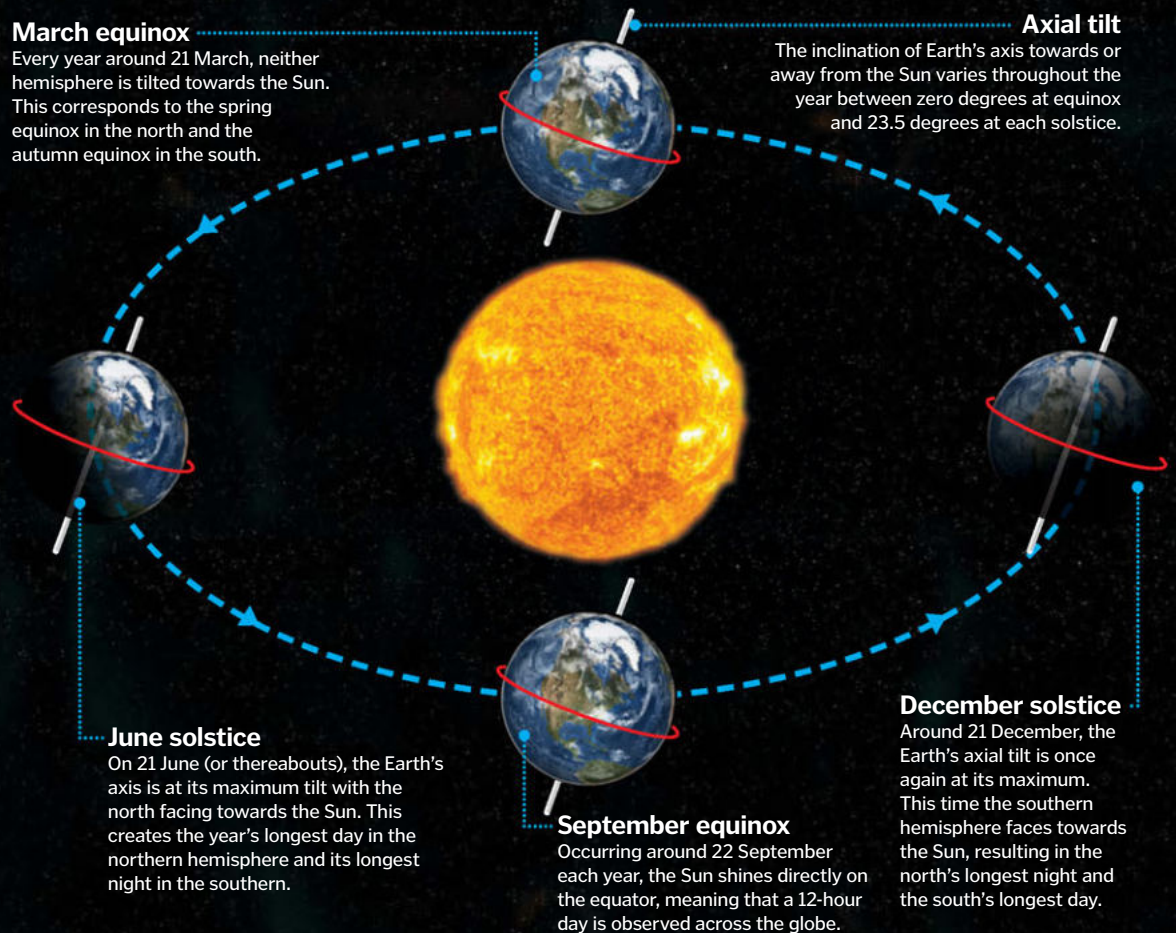 March equinox
Every year around 21 March, neither
hemisphere is tilted towards the Sun.
This corresponds to the spring
equinox in the north and the
autumn equinox in the south.
Axial tilt
The inclination of Earth's axis towards or
away from the Sun varies throughout the
year between zero degrees at equinox
and 23.5 degrees at each solstice.
June solstice
On 21 June (or thereabouts), the Earth's
axis is at its maximum tilt with the
north facing towards the Sun. This
creates the year's longest day in the
northern hemisphere and its longest
night in the southern.
September equinox
Occurring around 22 September
each year, the Sun shines directly on
the equator, meaning that a 12-hour
day is observed across the globe.
December solstice
Around 21 December, the
Earth's axial tilt is once
again at its maximum.
This time the southern
hemisphere faces towards
the Sun, resulting in the
north's longest night and
the south's longest day.